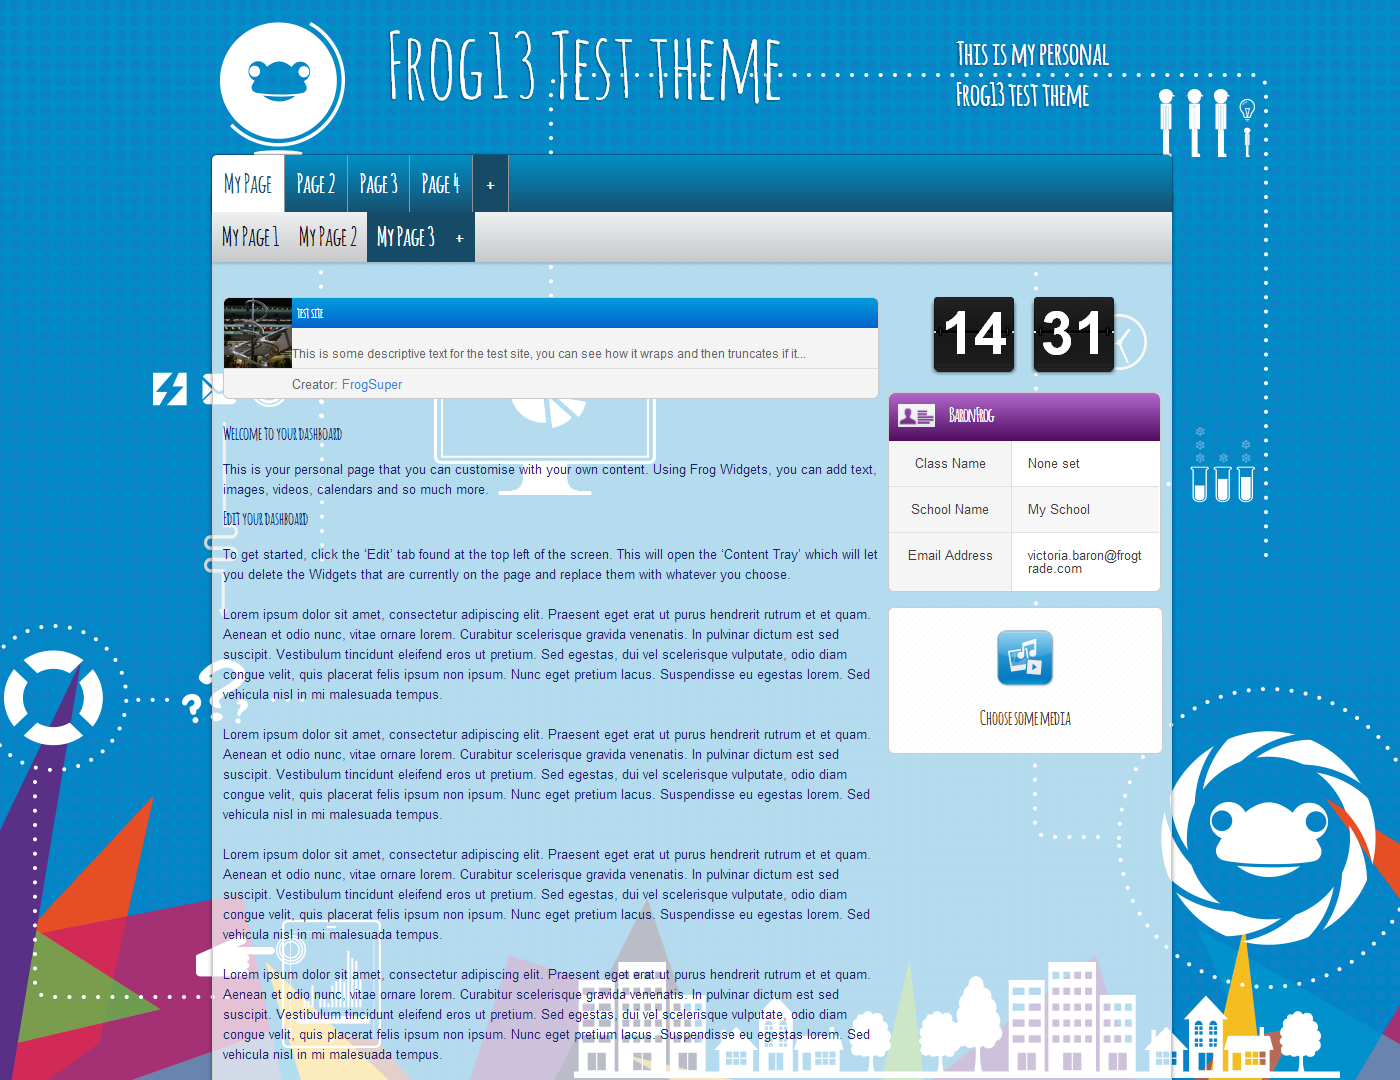 Frog13 Test theme
This is my personal
Frog13 test theme
My Page Page 2 Page 3 Page 4 +
My Page 1 My Page 2 My Page 3 +
test site
This is some descriptive text for the test site, you can see how it wraps and then truncates if it...
Creator: FrogSuper
Welcome to your dashboard
This is your personal page that you can customise with your own content. Using Frog Widgets, you can add text,
images, videos, calendars and so much more.
Edit your dashboard
To get started, click the ‘Edit’ tab found at the top left of the screen. This will open the ‘Content Tray’ which will let
you delete the Widgets that are currently on the page and replace them with whatever you choose.
Lorem ipsum dolor sit amet, consectetur adipiscing elit. Praesent eget erat ut purus hendrerit rutrum et et quam.
Aenean et odio nunc, vitae ornare lorem. Curabitur scelerisque gravida venenatis. In pulvinar dictum est sed
suscipit. Vestibulum tincidunt eleifend eros ut pretium. Sed egestas, dui vel scelerisque vulputate, odio diam
congue velit, quis placerat felis ipsum non ipsum. Nunc eget pretium lacus. Suspendisse eu egestas lorem. Sed
vehicula nisl in mi malesuada tempus.
Lorem ipsum dolor sit amet, consectetur adipiscing elit. Praesent eget erat ut purus hendrerit rutrum et et quam.
Aenean et odio nunc, vitae ornare lorem. Curabitur scelerisque gravida venenatis. In pulvinar dictum est sed
suscipit. Vestibulum tincidunt eleifend eros ut pretium. Sed egestas, dui vel scelerisque vulputate, odio diam
congue velit, quis placerat felis ipsum non ipsum. Nunc eget pretium lacus. Suspendisse eu egestas lorem. Sed
vehicula nisl in mi malesuada tempus.
Lorem ipsum dolor sit amet, consectetur adipiscing elit. Praesent eget erat ut purus hendrerit rutrum et et quam.
Aenean et odio nunc, vitae ornare lorem. Curabitur scelerisque gravida venenatis. In pulvinar dictum est sed
suscipit. Vestibulum tincidunt eleifend eros ut pretium. Sed egestas, dui vel scelerisque vulputate, odio diam
congue velit, quis placerat felis ipsum non ipsum. Nunc eget pretium lacus. Suspendisse eu egestas lorem. Sed
vehicula nisl in mi malesuada tempus.
Lorem ipsum dolor sit amet, consectetur adipiscing elit. Praesent eget erat ut purus hendrerit rutrum et et quam.
Aenean et odio nunc, vitae ornare lorem. Curabitur scelerisque gravida venenatis. In pulvinar dictum est sed
suscipit. Vestibulum tincidunt eleifend eros ut pretium. Sed egestas, dui vel scelerisque vulputate, odio diam
congue velit, quis placerat felis ipsum non ipsum. Nunc eget pretium lacus. Suspendisse eu egestas lorem. Sed
vehicula nisl in mi malesuada tempus.
14 31
BaronFrog
Class Name None set
School Name My School
Email Address victoria.baron@frogt
rade.com
Choose some media
???